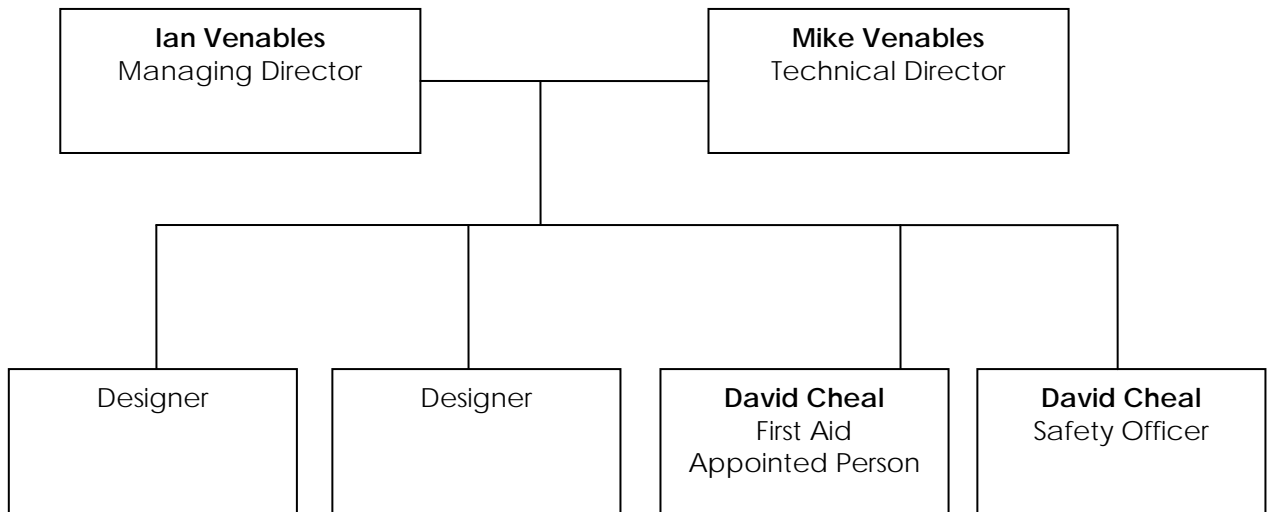 Ian Venables
Managing Director
Mike Venables
Technical Director
Designer
Designer
David Cheal
First Aid
Appointed Person
David Cheal
Safety Officer